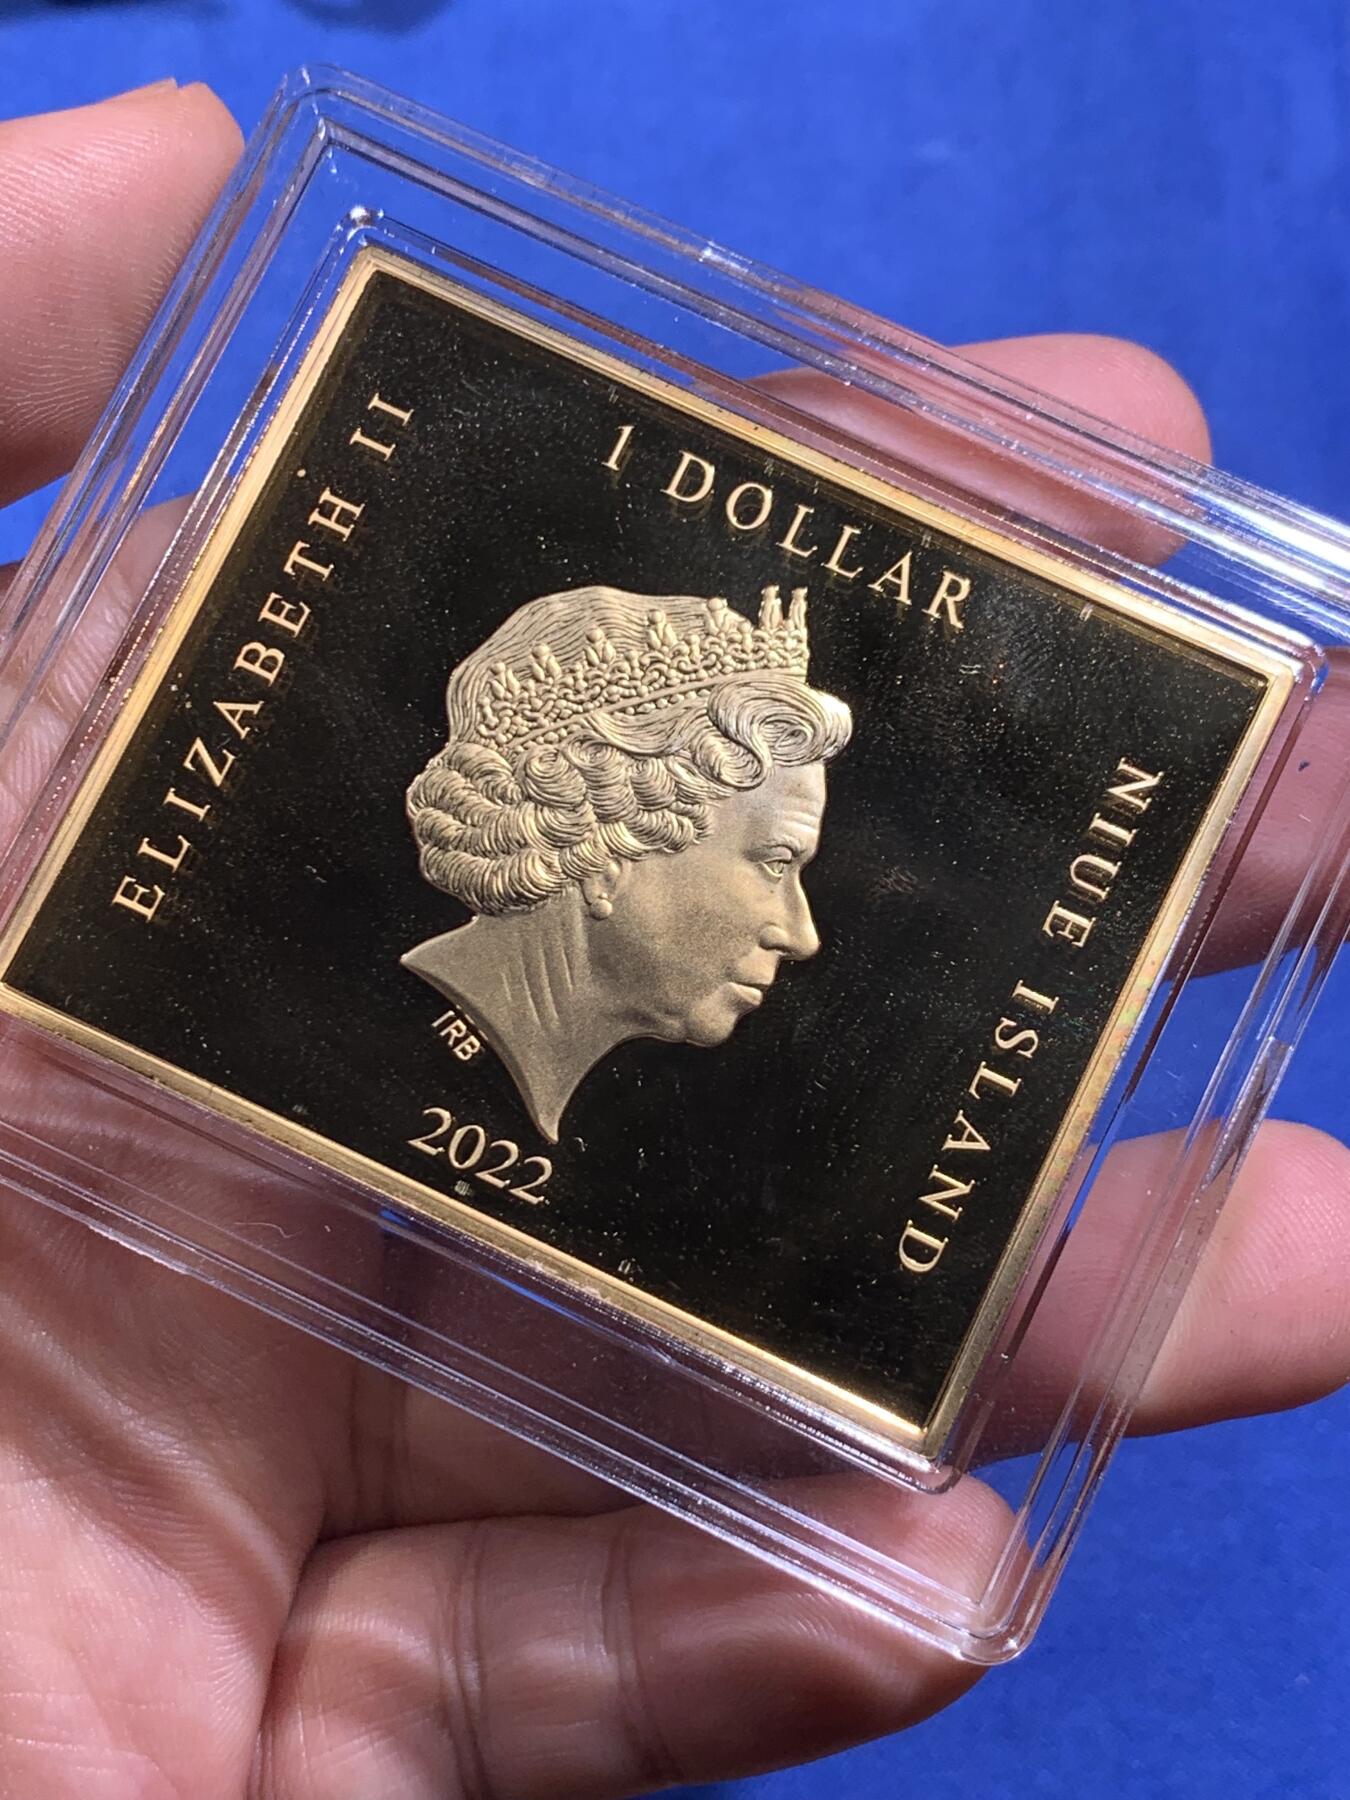 ELIZABETH II
1 DOLLAR
NIUE ISLAND
IRB
2022